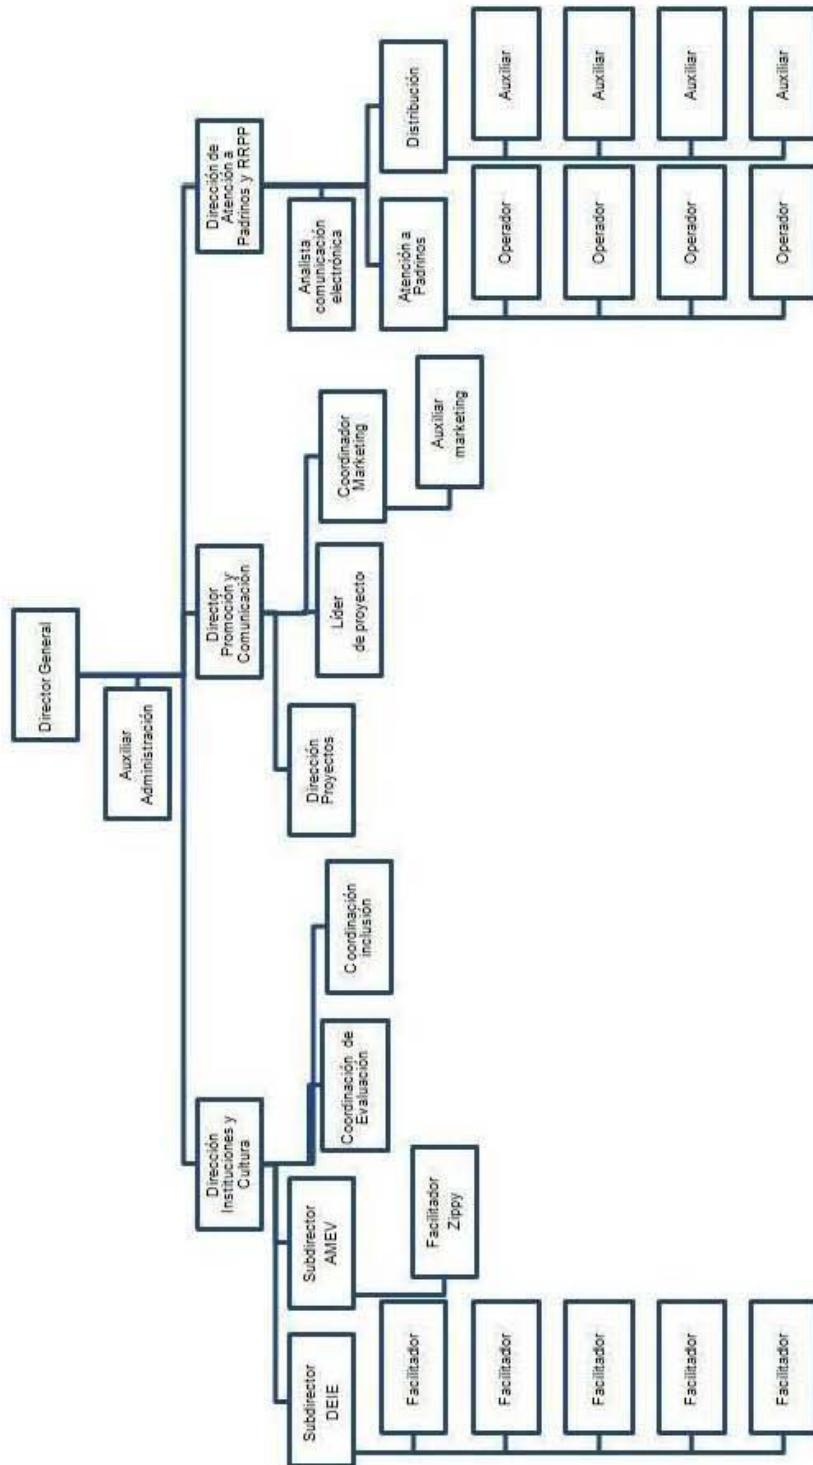 Director General
Auxiliar
Administración
Dirección
Instituciones y
Cultura
Director
Promoción y
Comunicación
Dirección de
Atención a
Padrinos y RRPP
Subdirector
DEIE
Subdirector
AMEV
Coordinación de
Evaluación
Coordinación
inclusión
Dirección
Proyectos
Líder
de proyecto
Coordinador
Marketing
Analista
comunicación
electrónica
Atención a
Padrinos
Distribución
Facilitador
Facilitador
Facilitador
Facilitador
Facilitador
Facilitador
Zippy
Auxiliar
marketing
Operador
Operador
Operador
Operador
Auxiliar
Auxiliar
Auxiliar
Auxiliar